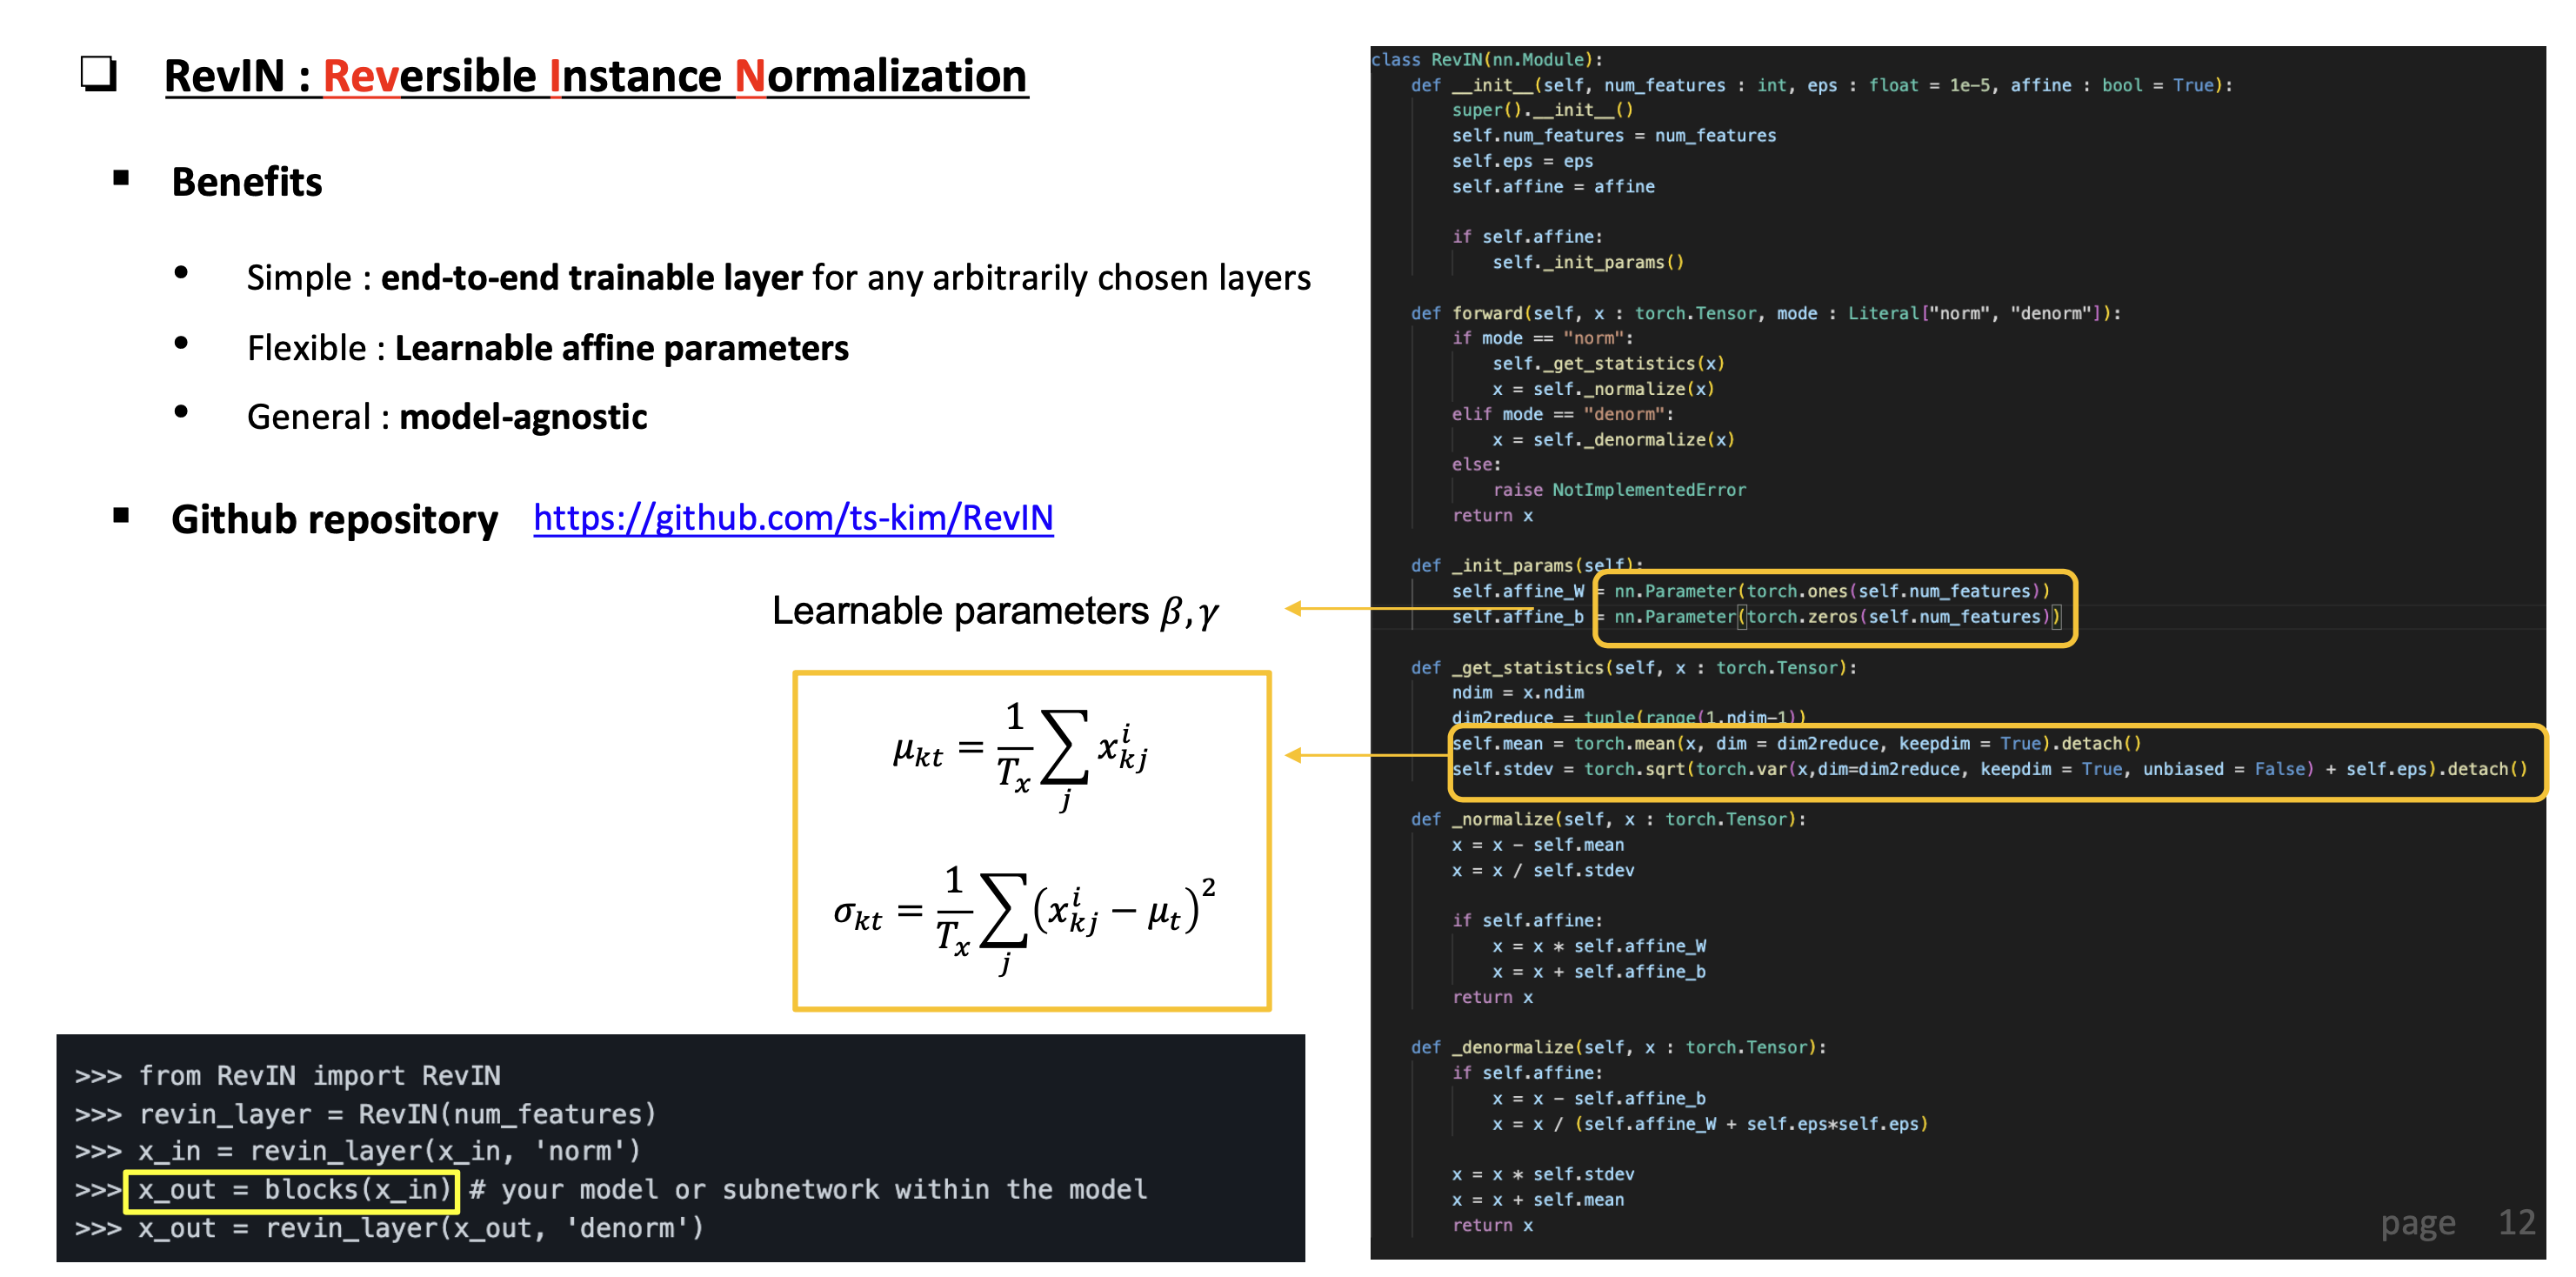 ❑ RevIN : Reversible Instance Normalization
▪ Benefits
• Simple : end-to-end trainable layer for any arbitrarily chosen layers
• Flexible : Learnable affine parameters
• General : model-agnostic
▪ Github repository https://github.com/ts-kim/RevIN
Learnable parameters β, γ
μ_{kt} = \frac{1}{T_x} \sum_j x^i_{kj}
σ_{kt} = \frac{1}{T_x} \sum_j (x^i_{kj} − μ_t)^2
>>> from RevIN import RevIN
>>> revin_layer = RevIN(num_features)
>>> x_in = revin_layer(x_in, 'norm')
>>> x_out = blocks(x_in) # your model or subnetwork within the model
>>> x_out = revin_layer(x_out, 'denorm')
class RevIN(nn.Module):
    def __init__(self, num_features : int, eps : float = 1e-5, affine : bool = True):
        super().__init__()
        self.num_features = num_features
        self.eps = eps
        self.affine = affine
        if self.affine:
            self._init_params()
    def forward(self, x : torch.Tensor, mode : Literal["norm", "denorm"]):
        if mode == "norm":
            self._get_statistics(x)
            x = self._normalize(x)
        elif mode == "denorm":
            x = self._denormalize(x)
        else:
            raise NotImplementedError
        return x
    def _init_params(self):
        self.affine_W = nn.Parameter(torch.ones(self.num_features))
        self.affine_b = nn.Parameter(torch.zeros(self.num_features))
    def _get_statistics(self, x : torch.Tensor):
        ndim = x.ndim
        dim2reduce = tuple(range(1,ndim-1))
        self.mean = torch.mean(x, dim = dim2reduce, keepdim = True).detach()
        self.stdev = torch.sqrt(torch.var(x,dim=dim2reduce, keepdim = True, unbiased = False) + self.eps).detach()
    def _normalize(self, x : torch.Tensor):
        x = x - self.mean
        x = x / self.stdev
        if self.affine:
            x = x * self.affine_W
            x = x + self.affine_b
        return x
    def _denormalize(self, x : torch.Tensor):
        if self.affine:
            x = x - self.affine_b
            x = x / (self.affine_W + self.eps*self.eps)
        x = x * self.stdev
        x = x + self.mean
        return x
page 12